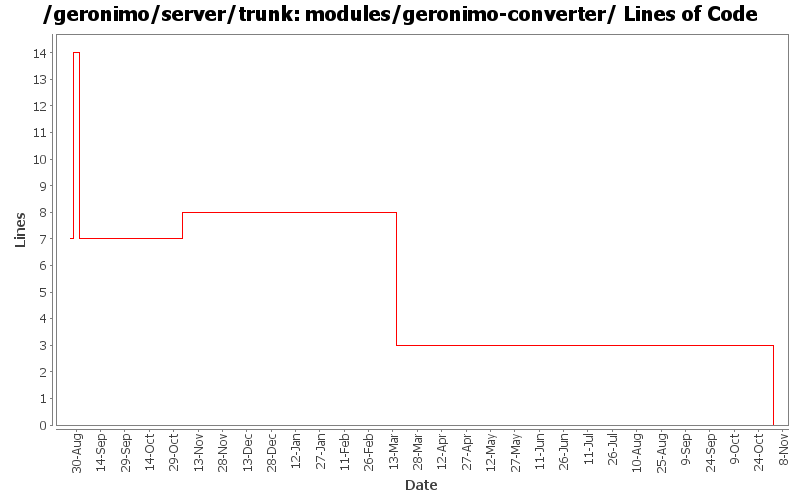 /geronimo/server/trunk: modules/geronimo-converter/ Lines of Code
14
13
12
11
10
9
8
7
6
5
4
3
2
1
0
Lines
30-Aug
14-Sep
29-Sep
14-Oct
29-Oct
13-Nov
28-Nov
13-Dec
28-Dec
12-Jan
27-Jan
11-Feb
26-Feb
13-Mar
28-Mar
12-Apr
27-Apr
12-May
27-May
11-Jun
26-Jun
11-Jul
26-Jul
10-Aug
25-Aug
9-Sep
24-Sep
9-Oct
24-Oct
8-Nov
Date